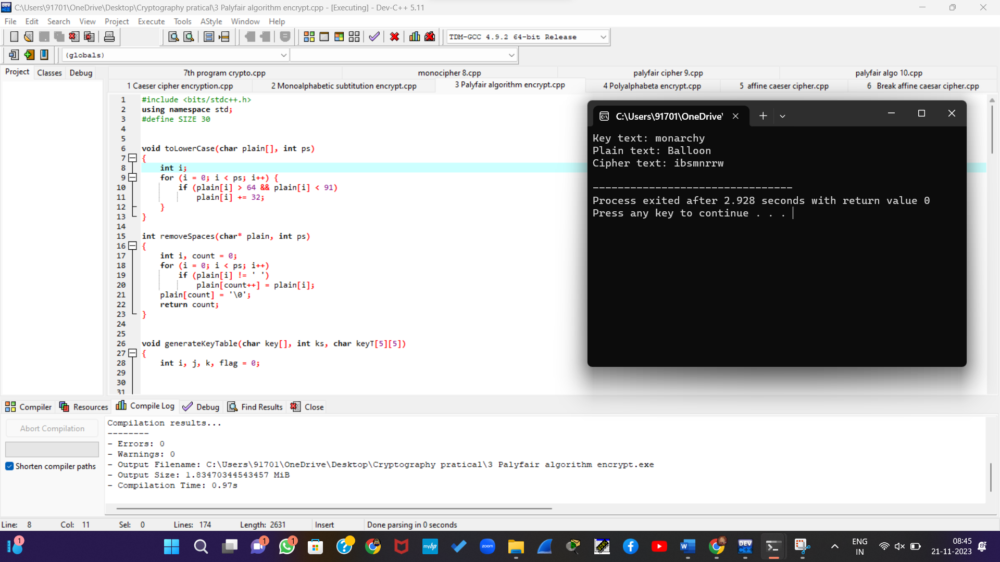 C:\Users\91701\OneDrive\Desktop\Cryptography pratical\3 Palyfair algorithm encrypt.cpp - [Executing] - Dev-C++ 5.11
File Edit Search View Project Execute Tools AStyle Window Help
TDM-GCC 4.9.2 64-bit Release
(globals)
Project Classes Debug
7th program crypto.cpp monocipher 8.cpp palyfair cipher 9.cpp palyfair algo 10.cpp
1 Caeser cipher encryption.cpp 2 Monoalphabetic subtitution encrypt.cpp 3 Palyfair algorithm encrypt.cpp 4 Polyalphabeta encrypt.cpp 5 affine caeser cipher.cpp 6 Break affine caesar cipher.cpp
1 #include <bits/stdc++.h>
2 using namespace std;
3 #define SIZE 30
4
5
6 void toLowerCase(char plain[], int ps)
7 {
8 int i;
9 for (i = 0; i < ps; i++) {
10 if (plain[i] > 64 && plain[i] < 91)
11 plain[i] += 32;
12 }
13 }
14
15 int removeSpaces(char* plain, int ps)
16 {
17 int i, count = 0;
18 for (i = 0; i < ps; i++)
19 if (plain[i] != ' ')
20 plain[count++] = plain[i];
21 plain[count] = '\0';
22 return count;
23 }
24
25
26 void generateKeyTable(char key[], int ks, char keyT[5][5])
27 {
28 int i, j, k, flag = 0;
29
30
31
C:\Users\91701\OneDrive\
Key text: monarchy
Plain text: Balloon
Cipher text: ibsmnrrw
--------------------------------
Process exited after 2.928 seconds with return value 0
Press any key to continue . . .
Compiler Resources Compile Log Debug Find Results Close
Abort Compilation
Shorten compiler paths
Compilation results...
--------
- Errors: 0
- Warnings: 0
- Output Filename: C:\Users\91701\OneDrive\Desktop\Cryptography pratical\3 Palyfair algorithm encrypt.exe
- Output Size: 1.83470344543457 MiB
- Compilation Time: 0.97s
Line: 8 Col: 11 Sel: 0 Lines: 174 Length: 2631 Insert Done parsing in 0 seconds
1 1 1 myhp zoom W DEV C++ ENG IN 08:45
21-11-2023